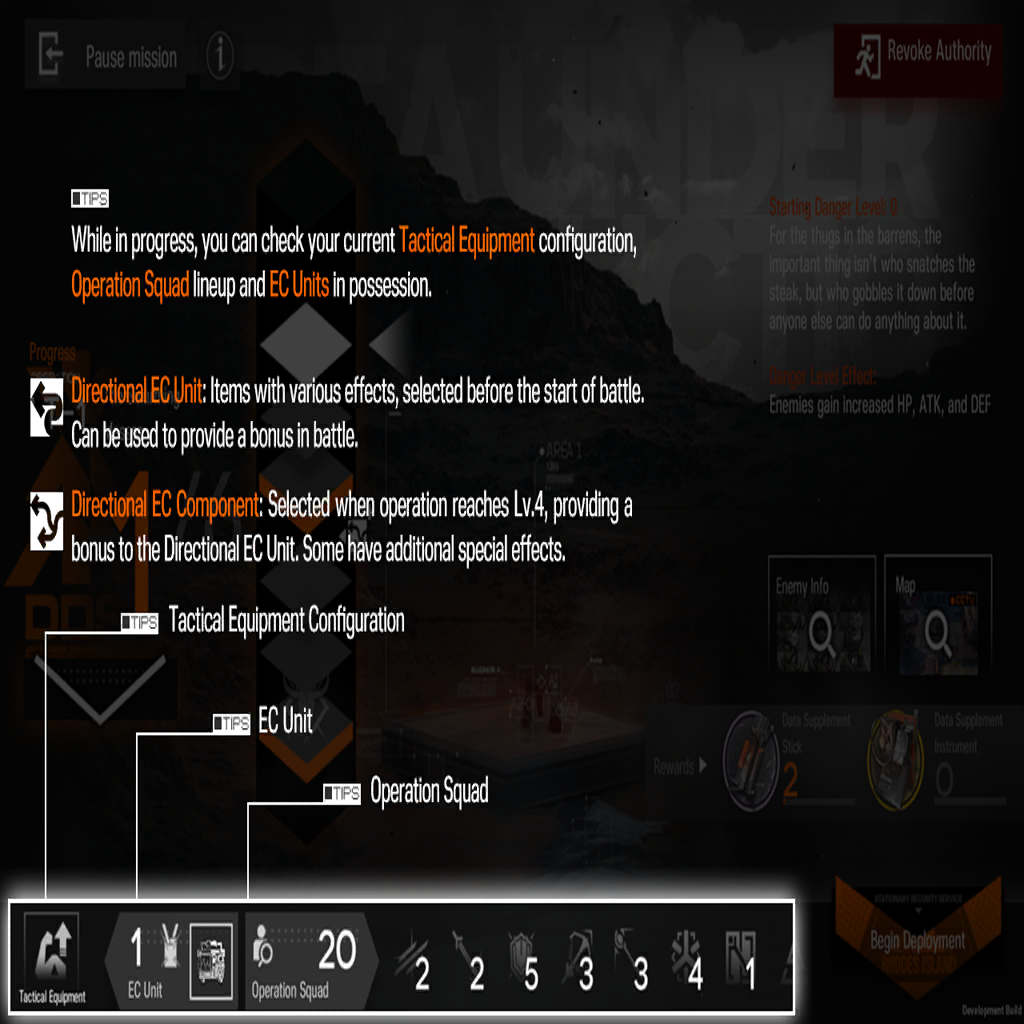 Pause mission
Revoke Authority
TIPS
While in progress, you can check your current Tactical Equipment configuration,
Operation Squad lineup and EC Units in possession.
Starting Danger Level: 0
For the thugs in the barrens, the
important thing isn't who snatches the
steak, but who gobbles it down before
anyone else can do anything about it.
Progress
Directional EC Unit: Items with various effects, selected before the start of battle.
Can be used to provide a bonus in battle.
Danger Level Effect:
Enemies gain increased HP, ATK, and DEF
AREA 1
Directional EC Component: Selected when operation reaches Lv.4, providing a
bonus to the Directional EC Unit. Some have additional special effects.
Enemy Info
Map
TIPS Tactical Equipment Configuration
TIPS EC Unit
Rewards
Data Supplement
Stick
2
Data Supplement
Instrument
0
TIPS Operation Squad
Tactical Equipment
1
EC Unit
20
Operation Squad
2
2
5
3
3
4
1
STATIONARY SECURITY SERVICE
Begin Deployment
RHODES ISLAND
Development Build